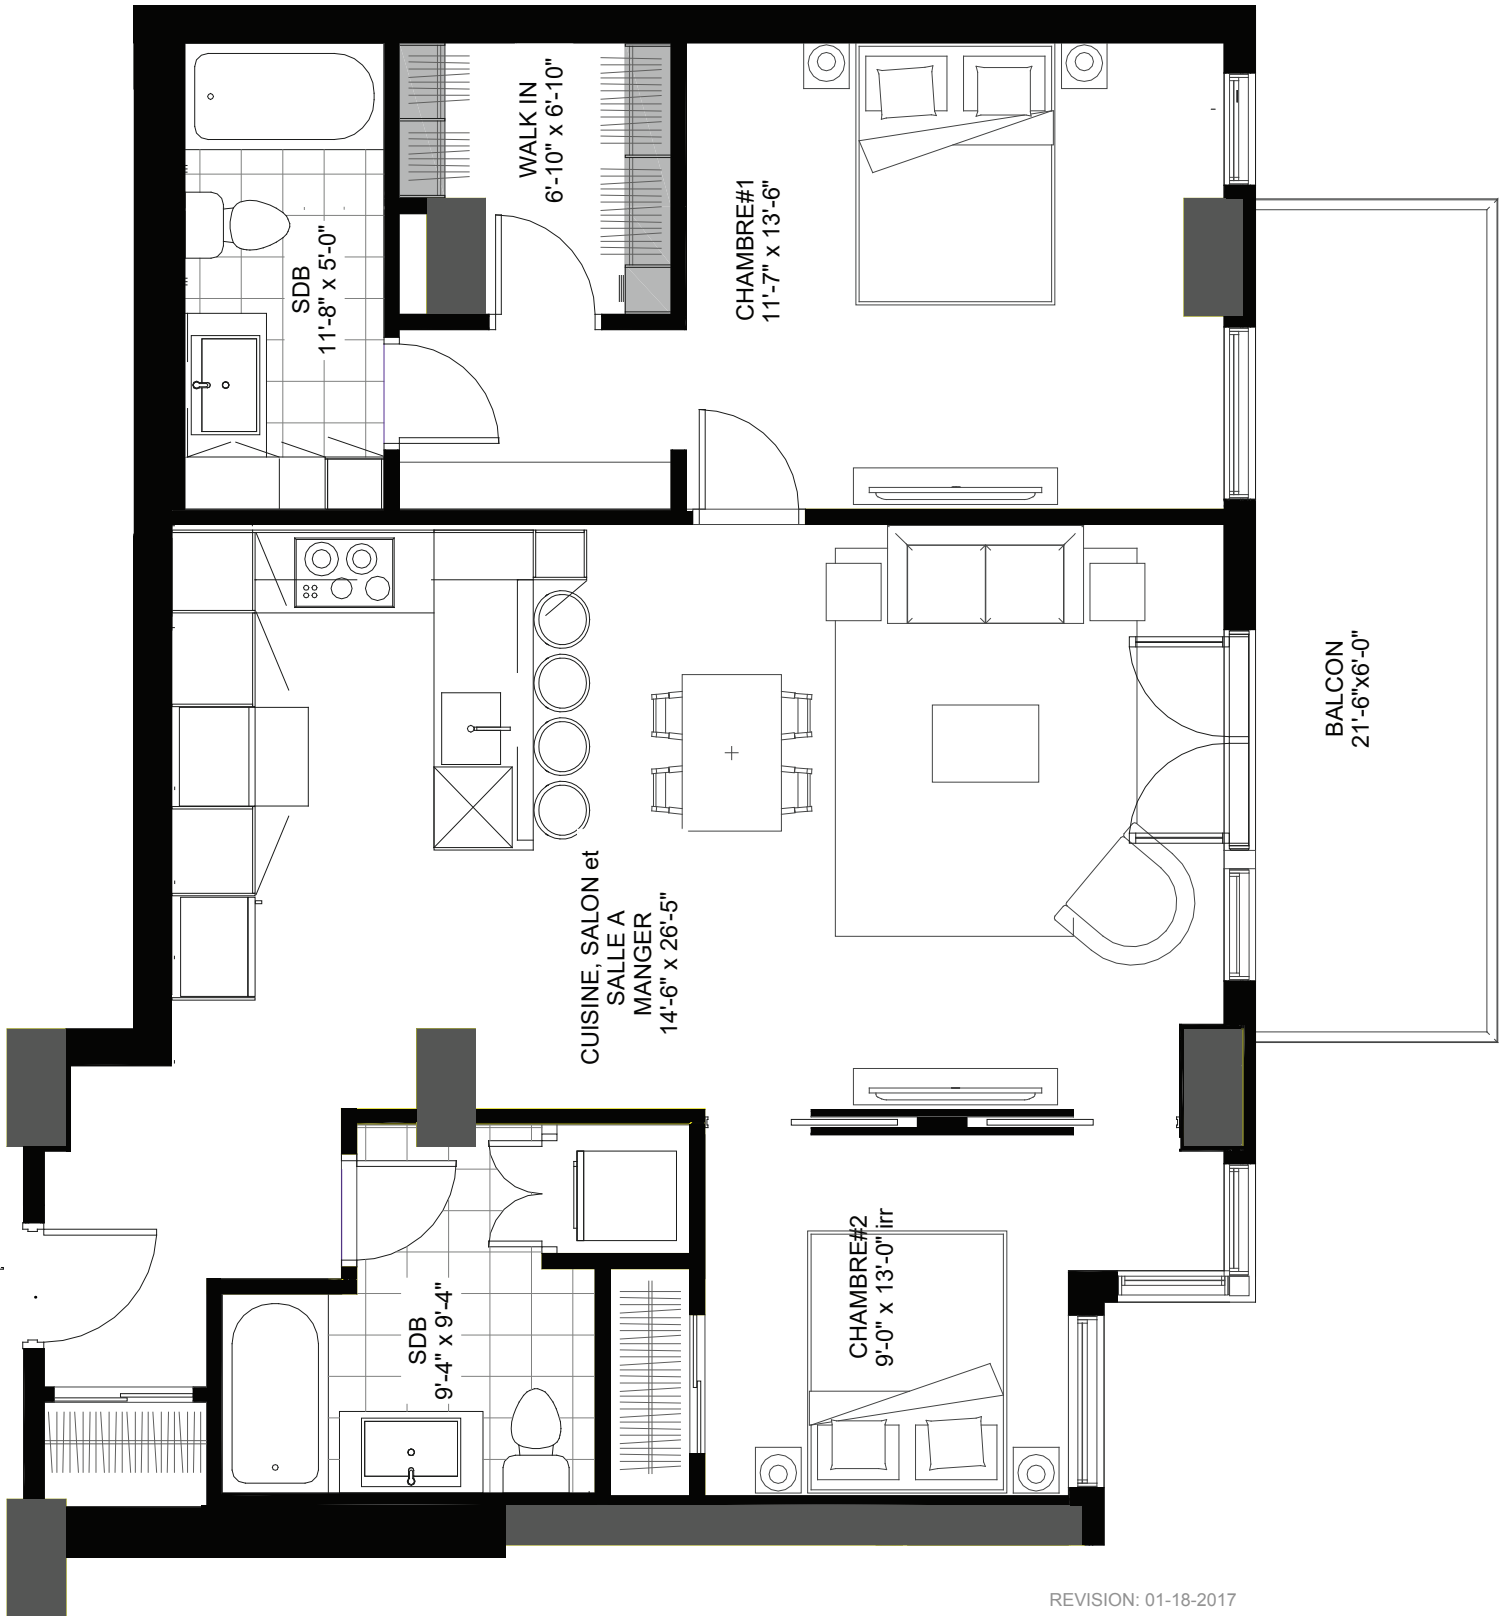 WALK IN
6'-10" x 6'-10"
SDB
11'-8" x 5'-0"
CHAMBRE#1
11'-7" x 13'-6"
BALCON
21'-6"x6'-0"
CUISINE, SALON et
SALLE A
MANGER
14'-6" x 26'-5"
CHAMBRE#2
9'-0" x 13'-0" irr
SDB
9'-4" x 9'-4"
REVISION: 01-18-2017